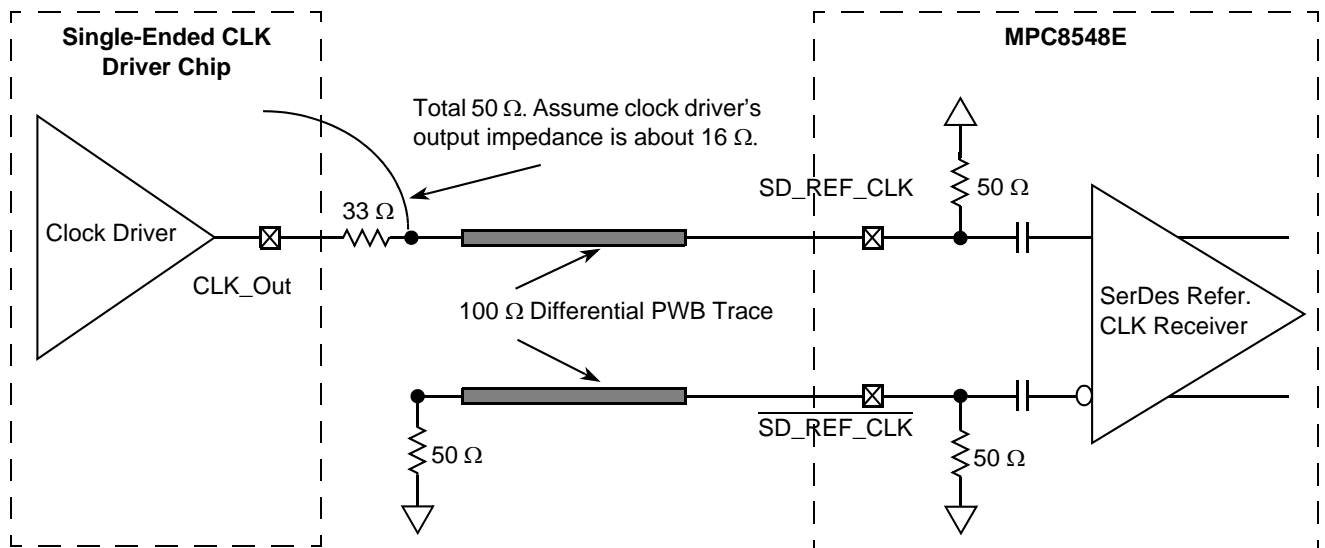 Single-Ended CLK
Driver Chip
MPC8548E
Total 50 Ω. Assume clock driver's
output impedance is about 16 Ω.
SD_REF_CLK
50 Ω
33 Ω
Clock Driver
CLK_Out
100 Ω Differential PWB Trace
SerDes Refer.
CLK Receiver
SD_REF_CLK
50 Ω
50 Ω